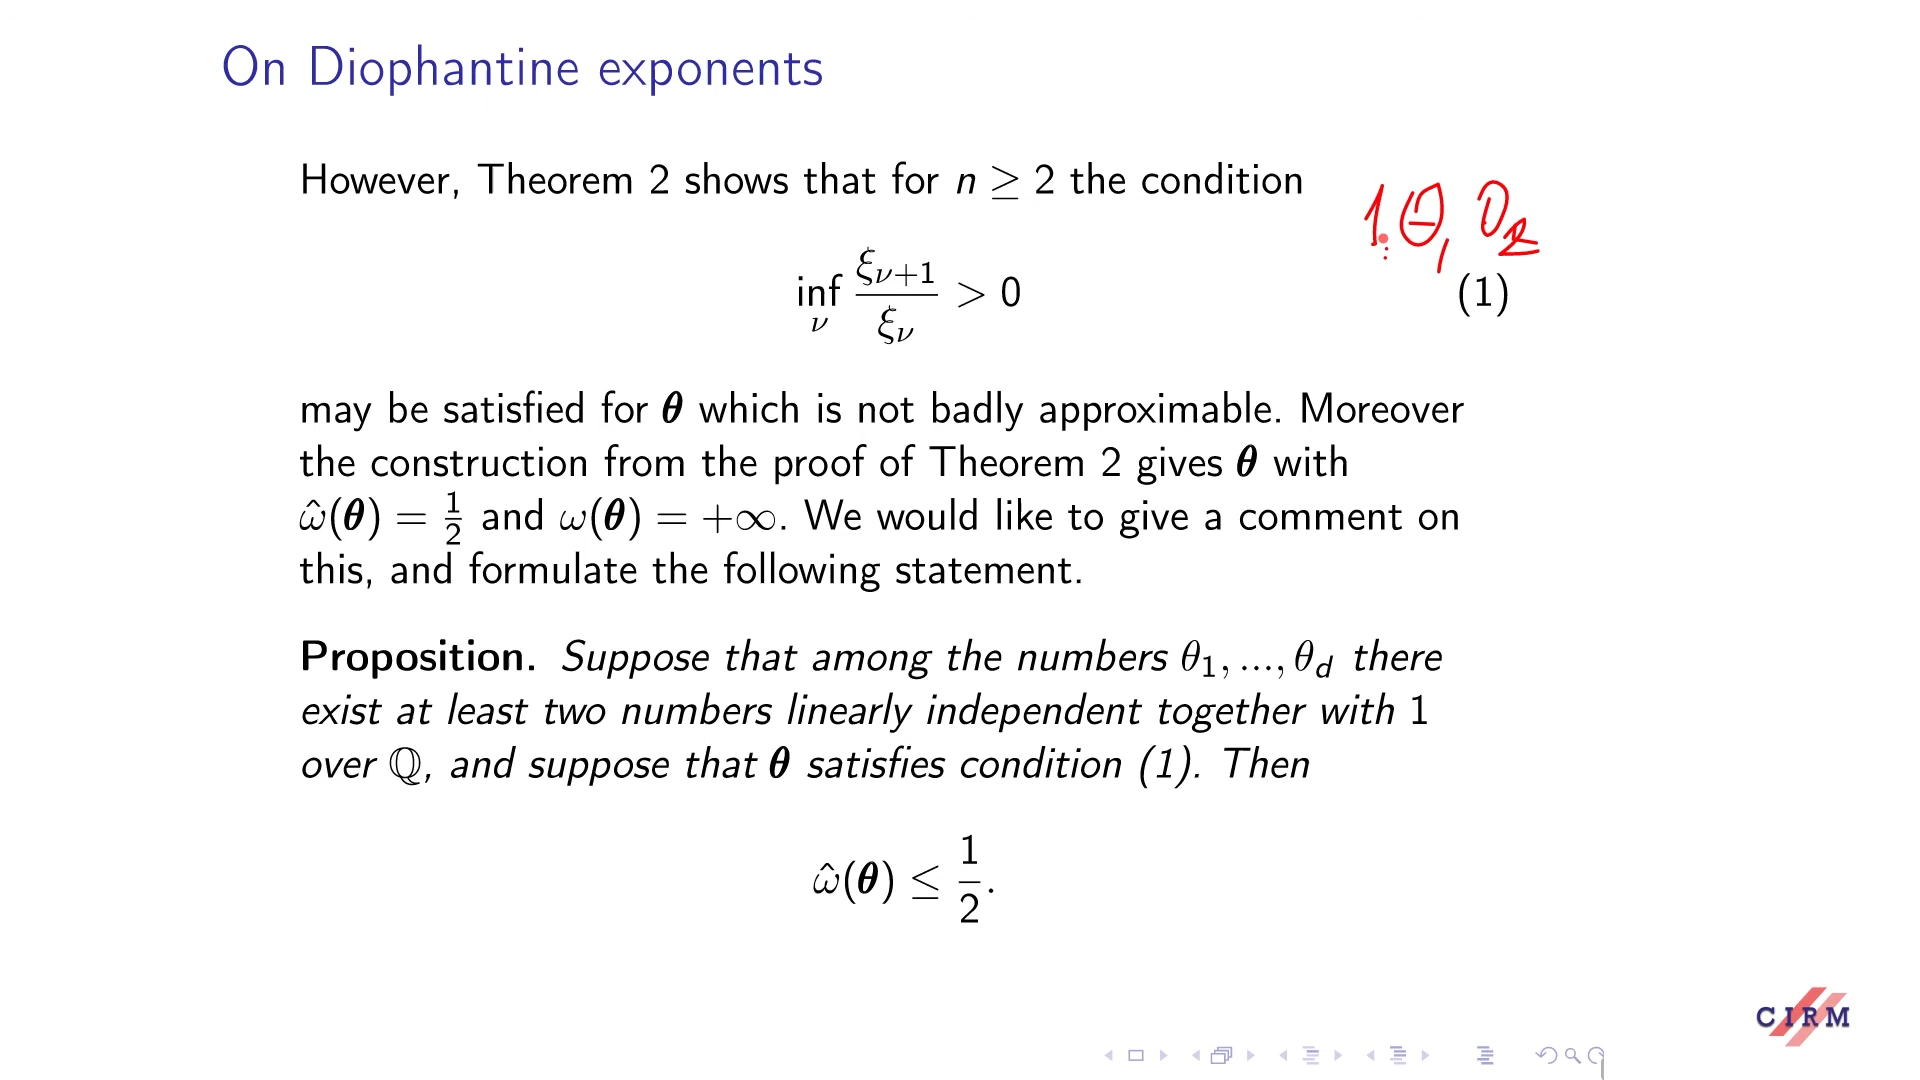 On Diophantine exponents
However, Theorem 2 shows that for n ≥ 2 the condition
1, θ, θ₂
inf_ν ξ_{ν+1}/ξ_ν > 0 (1)
may be satisfied for θ which is not badly approximable. Moreover
the construction from the proof of Theorem 2 gives θ with
ω̂(θ) = 1/2 and ω(θ) = +∞. We would like to give a comment on
this, and formulate the following statement.
Proposition. Suppose that among the numbers θ₁, ..., θ_d there
exist at least two numbers linearly independent together with 1
over ℚ, and suppose that θ satisfies condition (1). Then
ω̂(θ) ≤ 1/2.
CIRM